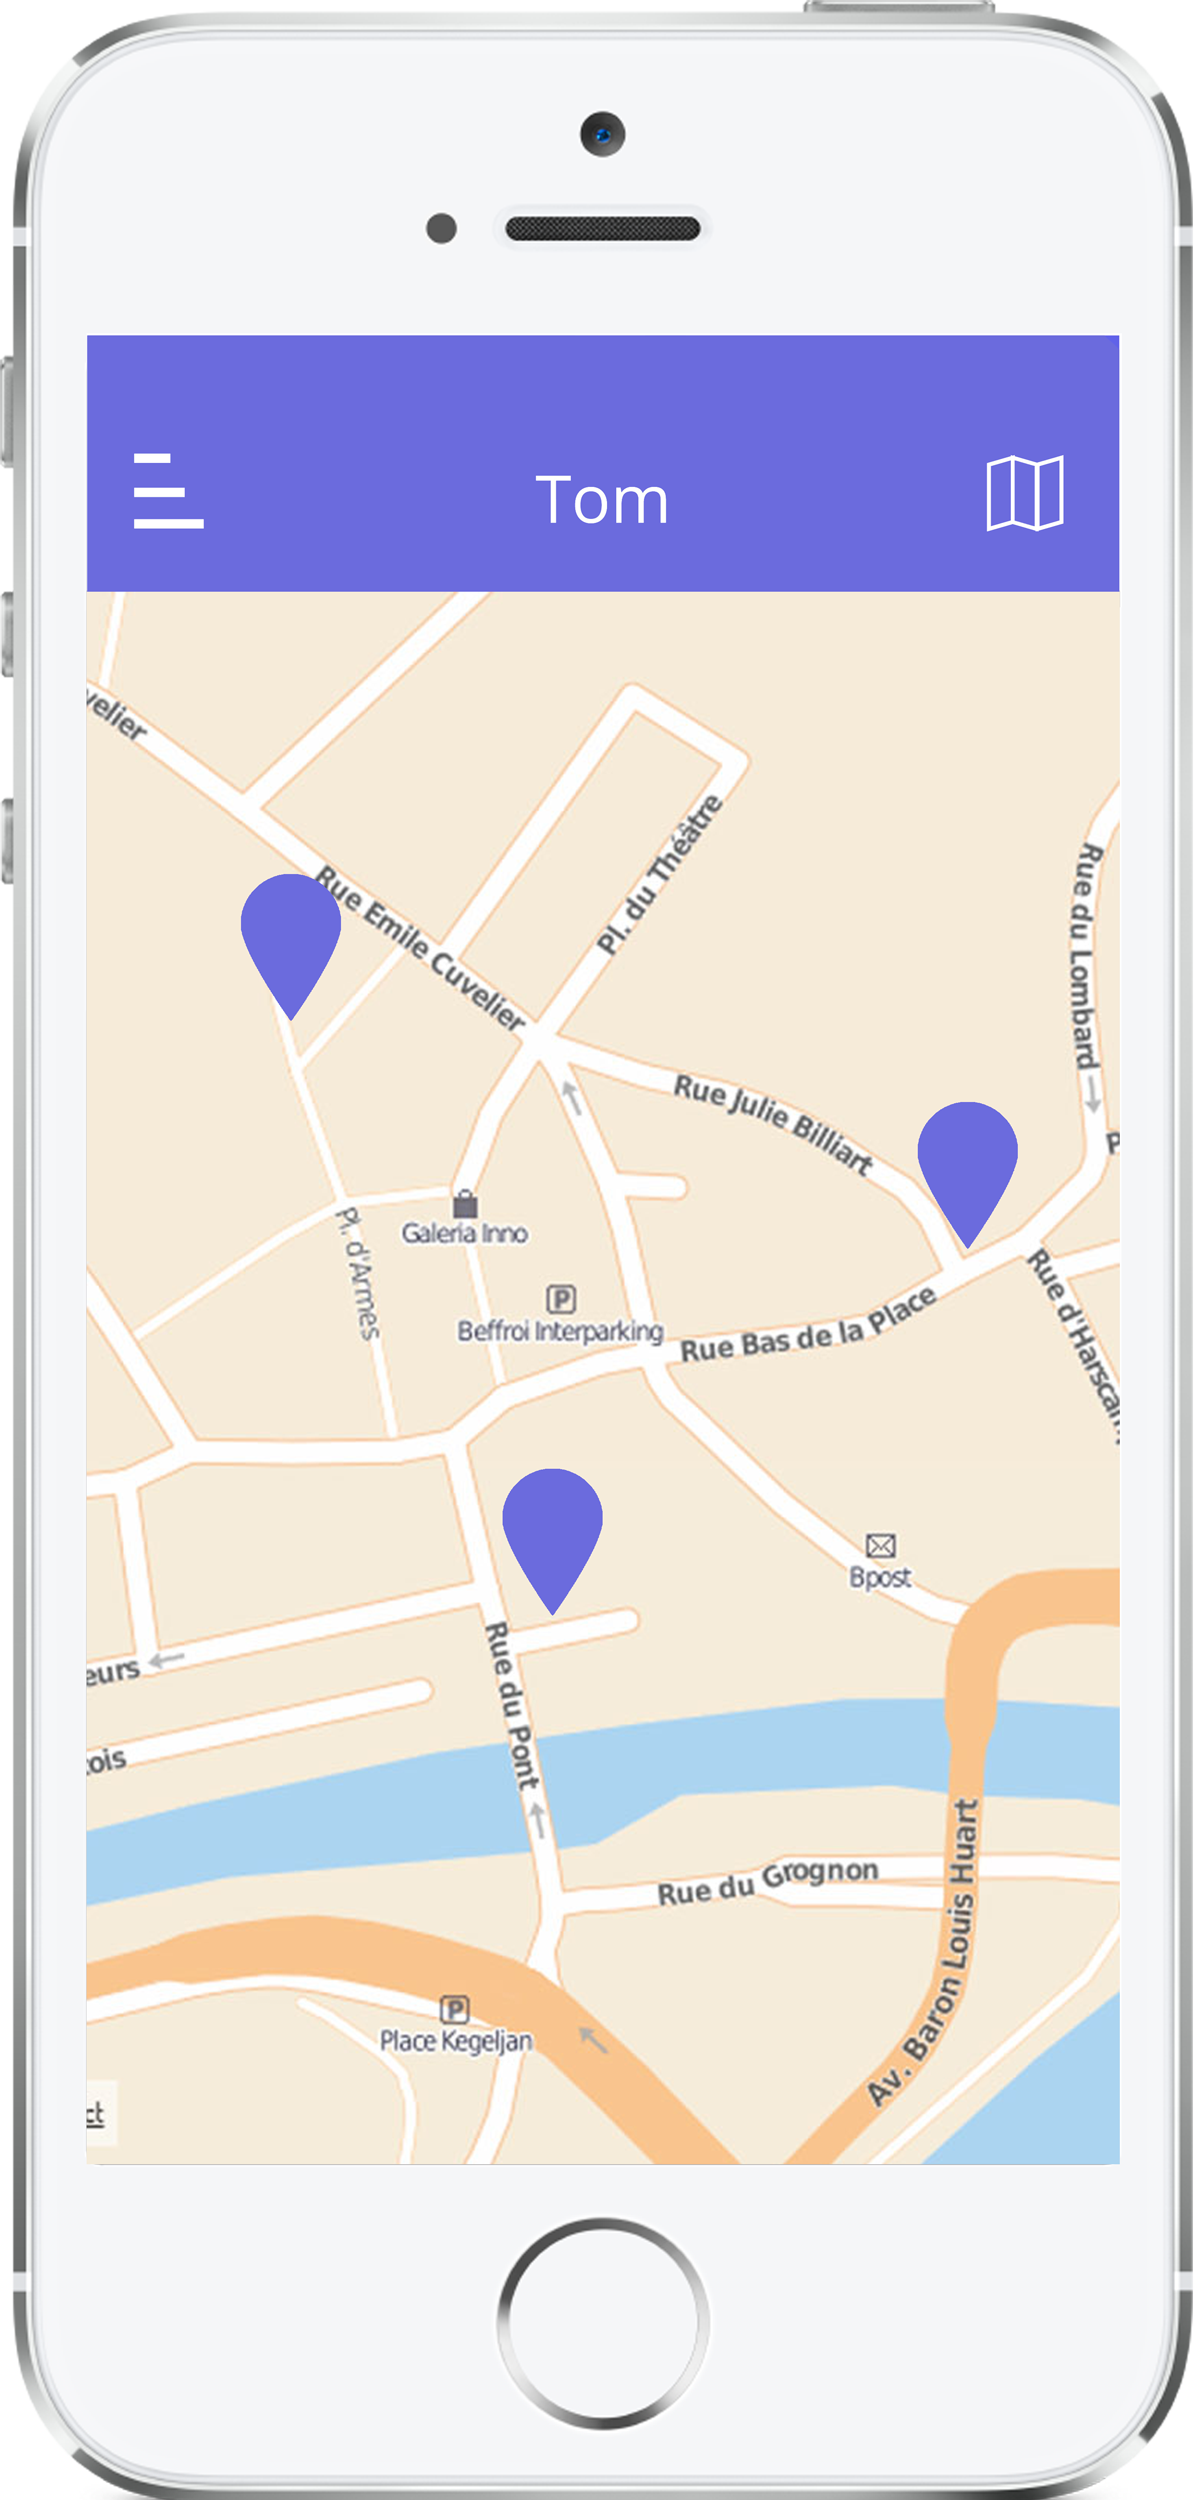 Tom
velier
Rue Emile Cuvelier
Pl. du Théâtre
Rue du Lombard
Rue Julie Billiart
P
Pl. d'Armes
Galeria Inno
P
Beffroi Interparking
Rue Bas de la Place
Rue d'Harscam
Bpost
eurs
Rue du Pont
cois
Rue du Grognon
Av. Baron Louis Huart
P
Place Kegeljan
ct